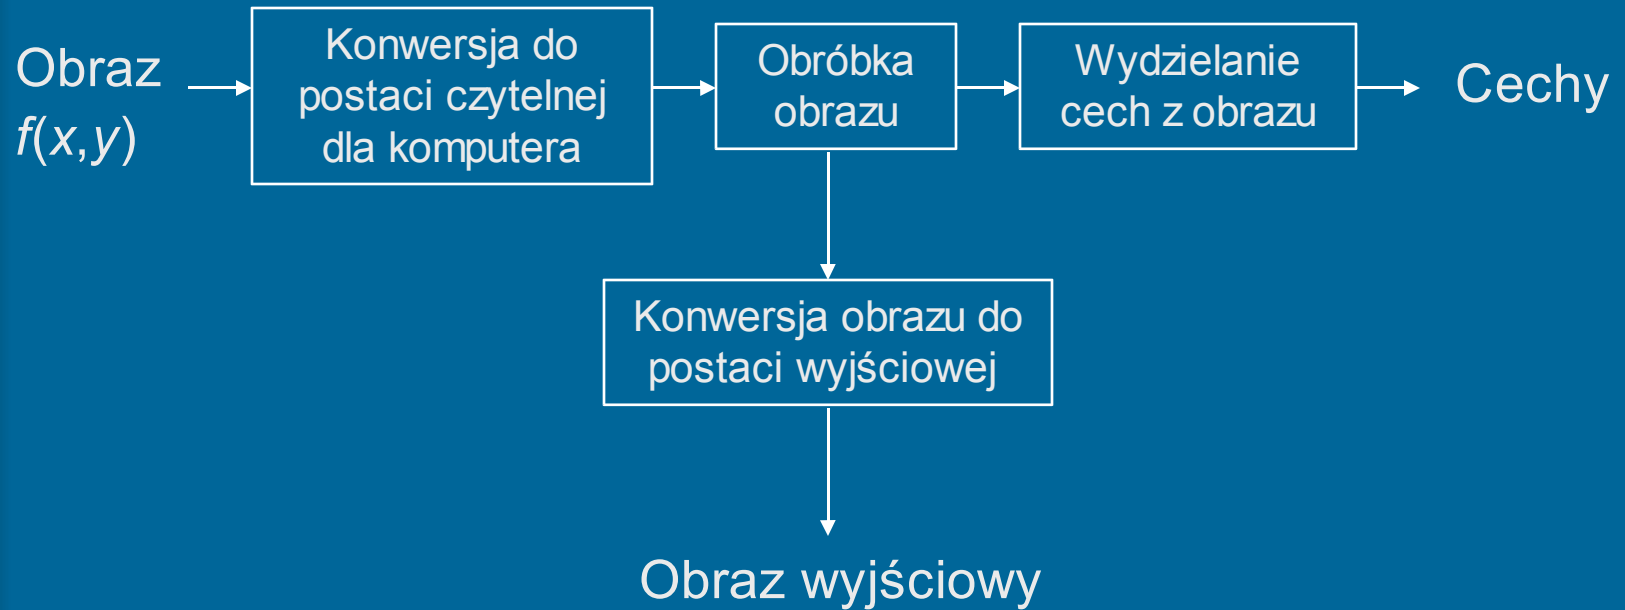 Obraz
f(x,y)
Konwersja do
postaci czytelnej
dla komputera
Obróbka
obrazu
Wydzielanie
cech z obrazu
Cechy
Konwersja obrazu do
postaci wyjściowej
Obraz wyjściowy